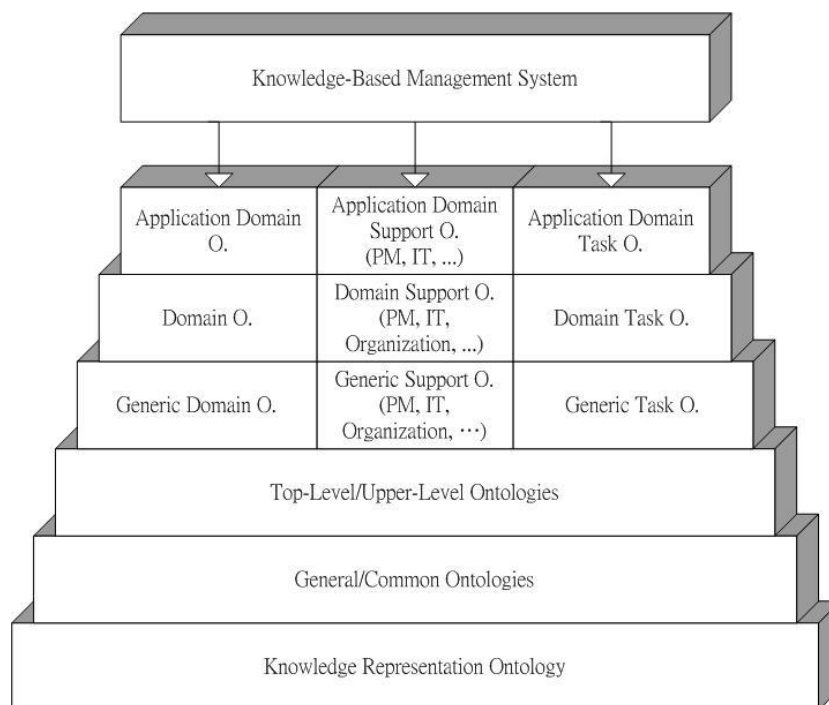 Knowledge-Based Management System
Application Domain
O.
Application Domain
Support O.
(PM, IT, ...)
Application Domain
Task O.
Domain O.
Domain Support O.
(PM, IT,
Organization, ...)
Domain Task O.
Generic Domain O.
Generic Support O.
(PM, IT,
Organization, ⋯)
Generic Task O.
Top-Level/Upper-Level Ontologies
General/Common Ontologies
Knowledge Representation Ontology